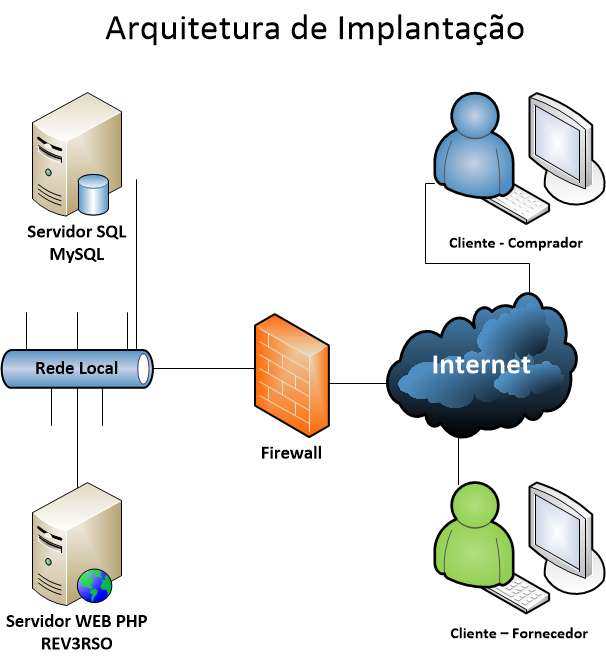 Arquitetura de Implantação
Servidor SQL
MySQL
Cliente - Comprador
Rede Local
Internet
Firewall
Servidor WEB PHP
REV3RSO
Cliente – Fornecedor